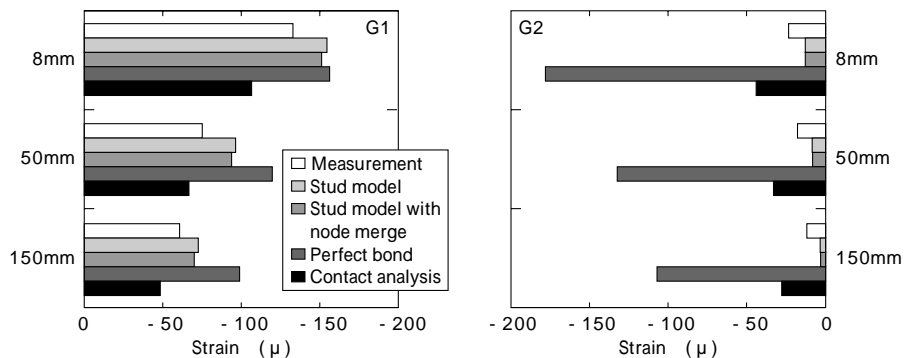 G1
8mm
50mm
150mm
Measurement
Stud model
Stud model with
node merge
Perfect bond
Contact analysis
0 - 50 - 100 - 150 - 200
Strain (μ)
G2
8mm
50mm
150mm
- 200 - 150 - 100 - 50 0
Strain (μ)